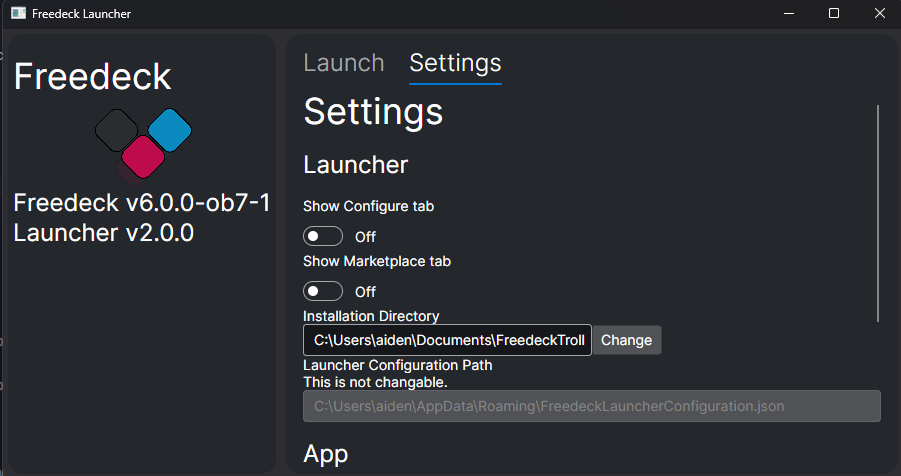 Freedeck Launcher
Freedeck
Freedeck v6.0.0-ob7-1
Launcher v2.0.0
Launch Settings
Settings
Launcher
Show Configure tab
Off
Show Marketplace tab
Off
Installation Directory
C:\Users\aiden\Documents\FreedeckTroll Change
Launcher Configuration Path
This is not changable.
C:\Users\aiden\AppData\Roaming\FreedeckLauncherConfiguration.json
App